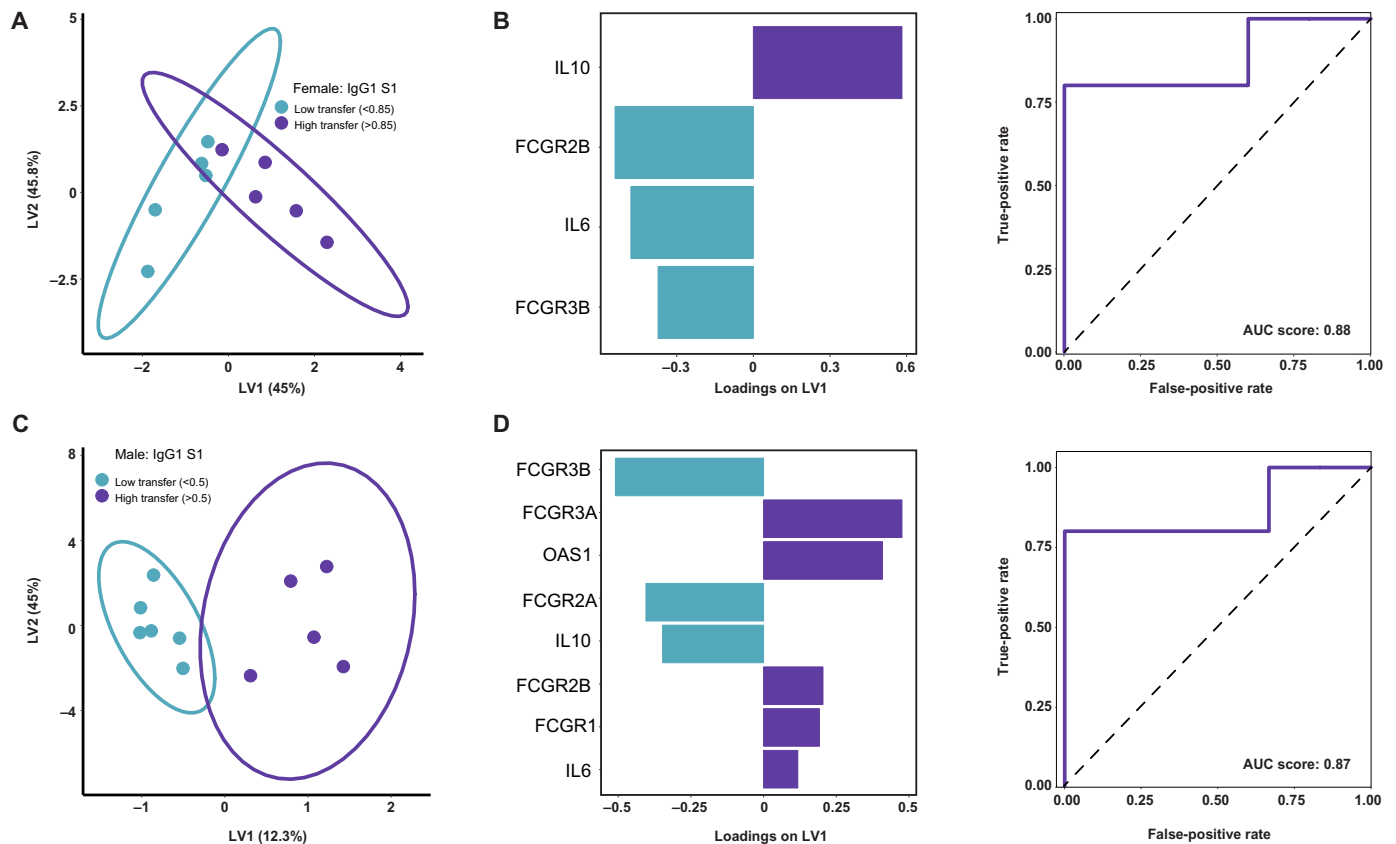 A
5
2.5
0
–2.5
LV2 (45.8%)
Female: IgG1 S1
Low transfer (<0.85)
High transfer (>0.85)
–2
0
2
4
LV1 (45%)
B
IL10
FCGR2B
IL6
FCGR3B
–0.3
0
0.3
0.6
Loadings on LV1
1.00
0.75
0.50
0.25
0.00
True-positive rate
AUC score: 0.88
0.00
0.25
0.50
0.75
1.00
False-positive rate
C
8
4
0
–4
LV2 (45%)
Male: IgG1 S1
Low transfer (<0.5)
High transfer (>0.5)
–1
0
1
2
LV1 (12.3%)
D
FCGR3B
FCGR3A
OAS1
FCGR2A
IL10
FCGR2B
FCGR1
IL6
–0.5
–0.25
0
0.25
0.5
Loadings on LV1
1.00
0.75
0.50
0.25
0.00
True-positive rate
AUC score: 0.87
0.00
0.25
0.50
0.75
1.00
False-positive rate